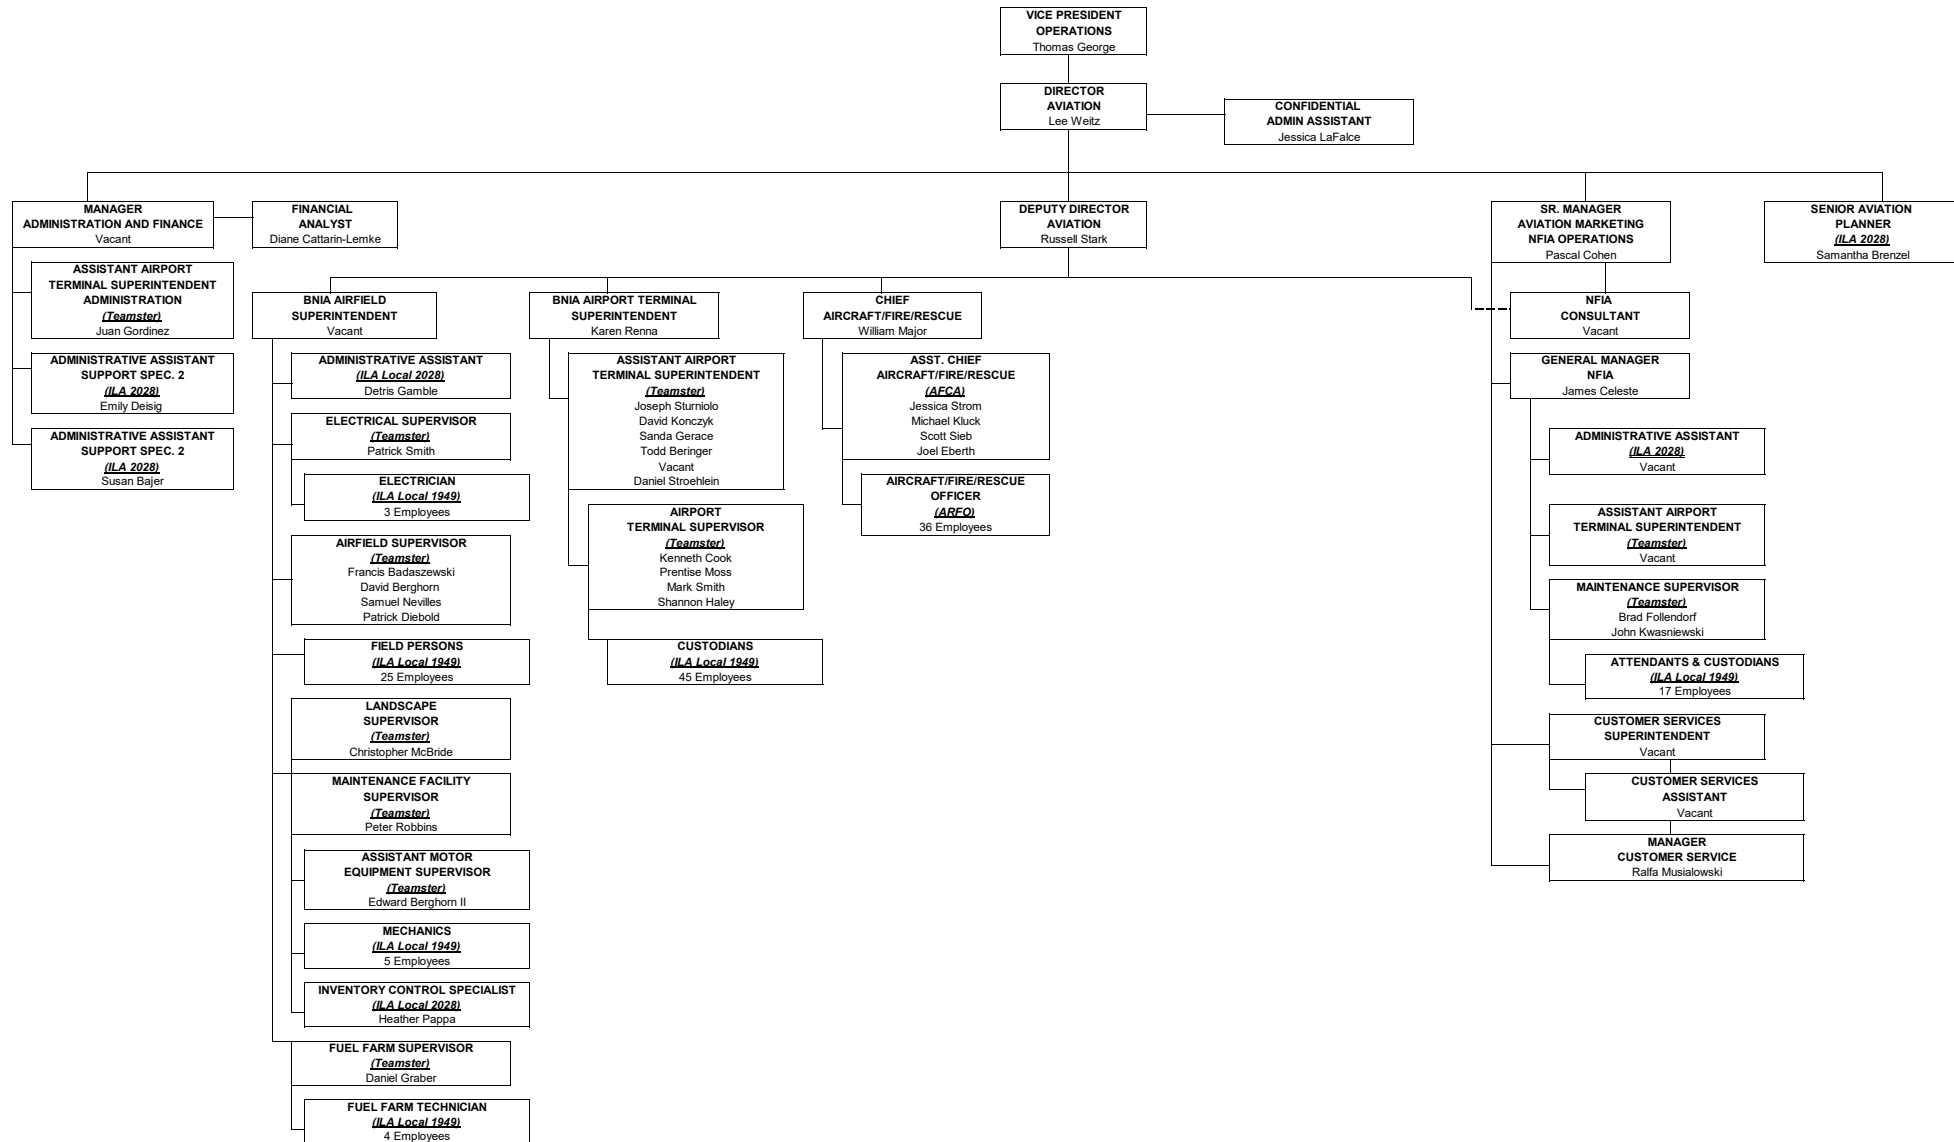 VICE PRESIDENT
OPERATIONS
Thomas George
DIRECTOR
AVIATION
Lee Weitz
CONFIDENTIAL
ADMIN ASSISTANT
Jessica LaFalce
MANAGER
ADMINISTRATION AND FINANCE
Vacant
FINANCIAL
ANALYST
Diane Cattarin-Lemke
DEPUTY DIRECTOR
AVIATION
Russell Stark
SR. MANAGER
AVIATION MARKETING
NFIA OPERATIONS
Pascal Cohen
SENIOR AVIATION
PLANNER
(ILA 2028)
Samantha Brenzel
ASSISTANT AIRPORT
TERMINAL SUPERINTENDENT
ADMINISTRATION
(Teamster)
Juan Gordinez
ADMINISTRATIVE ASSISTANT
SUPPORT SPEC. 2
(ILA 2028)
Emily Deisig
ADMINISTRATIVE ASSISTANT
SUPPORT SPEC. 2
(ILA 2028)
Susan Bajer
BNIA AIRFIELD
SUPERINTENDENT
Vacant
ADMINISTRATIVE ASSISTANT
(ILA Local 2028)
Detris Gamble
ELECTRICAL SUPERVISOR
(Teamster)
Patrick Smith
ELECTRICIAN
(ILA Local 1949)
3 Employees
AIRFIELD SUPERVISOR
(Teamster)
Francis Badaszewski
David Berghorn
Samuel Nevilles
Patrick Diebold
FIELD PERSONS
(ILA Local 1949)
25 Employees
LANDSCAPE
SUPERVISOR
(Teamster)
Christopher McBride
MAINTENANCE FACILITY
SUPERVISOR
(Teamster)
Peter Robbins
ASSISTANT MOTOR
EQUIPMENT SUPERVISOR
(Teamster)
Edward Berghorn II
MECHANICS
(ILA Local 1949)
5 Employees
INVENTORY CONTROL SPECIALIST
(ILA Local 2028)
Heather Pappa
FUEL FARM SUPERVISOR
(Teamster)
Daniel Graber
FUEL FARM TECHNICIAN
(ILA Local 1949)
4 Employees
BNIA AIRPORT TERMINAL
SUPERINTENDENT
Karen Renna
ASSISTANT AIRPORT
TERMINAL SUPERINTENDENT
(Teamster)
Joseph Sturniolo
David Konczyk
Sanda Gerace
Todd Beringer
Vacant
Daniel Stroehlein
AIRPORT
TERMINAL SUPERVISOR
(Teamster)
Kenneth Cook
Prentise Moss
Mark Smith
Shannon Haley
CUSTODIANS
(ILA Local 1949)
45 Employees
CHIEF
AIRCRAFT/FIRE/RESCUE
William Major
ASST. CHIEF
AIRCRAFT/FIRE/RESCUE
(AFCA)
Jessica Strom
Michael Kluck
Scott Sieb
Joel Eberth
AIRCRAFT/FIRE/RESCUE
OFFICER
(ARFO)
36 Employees
NFIA
CONSULTANT
Vacant
GENERAL MANAGER
NFIA
James Celeste
ADMINISTRATIVE ASSISTANT
(ILA 2028)
Vacant
ASSISTANT AIRPORT
TERMINAL SUPERINTENDENT
(Teamster)
Vacant
MAINTENANCE SUPERVISOR
(Teamster)
Brad Follendorf
John Kwasniewski
ATTENDANTS & CUSTODIANS
(ILA Local 1949)
17 Employees
CUSTOMER SERVICES
SUPERINTENDENT
Vacant
CUSTOMER SERVICES
ASSISTANT
Vacant
MANAGER
CUSTOMER SERVICE
Ralfa Musialowski